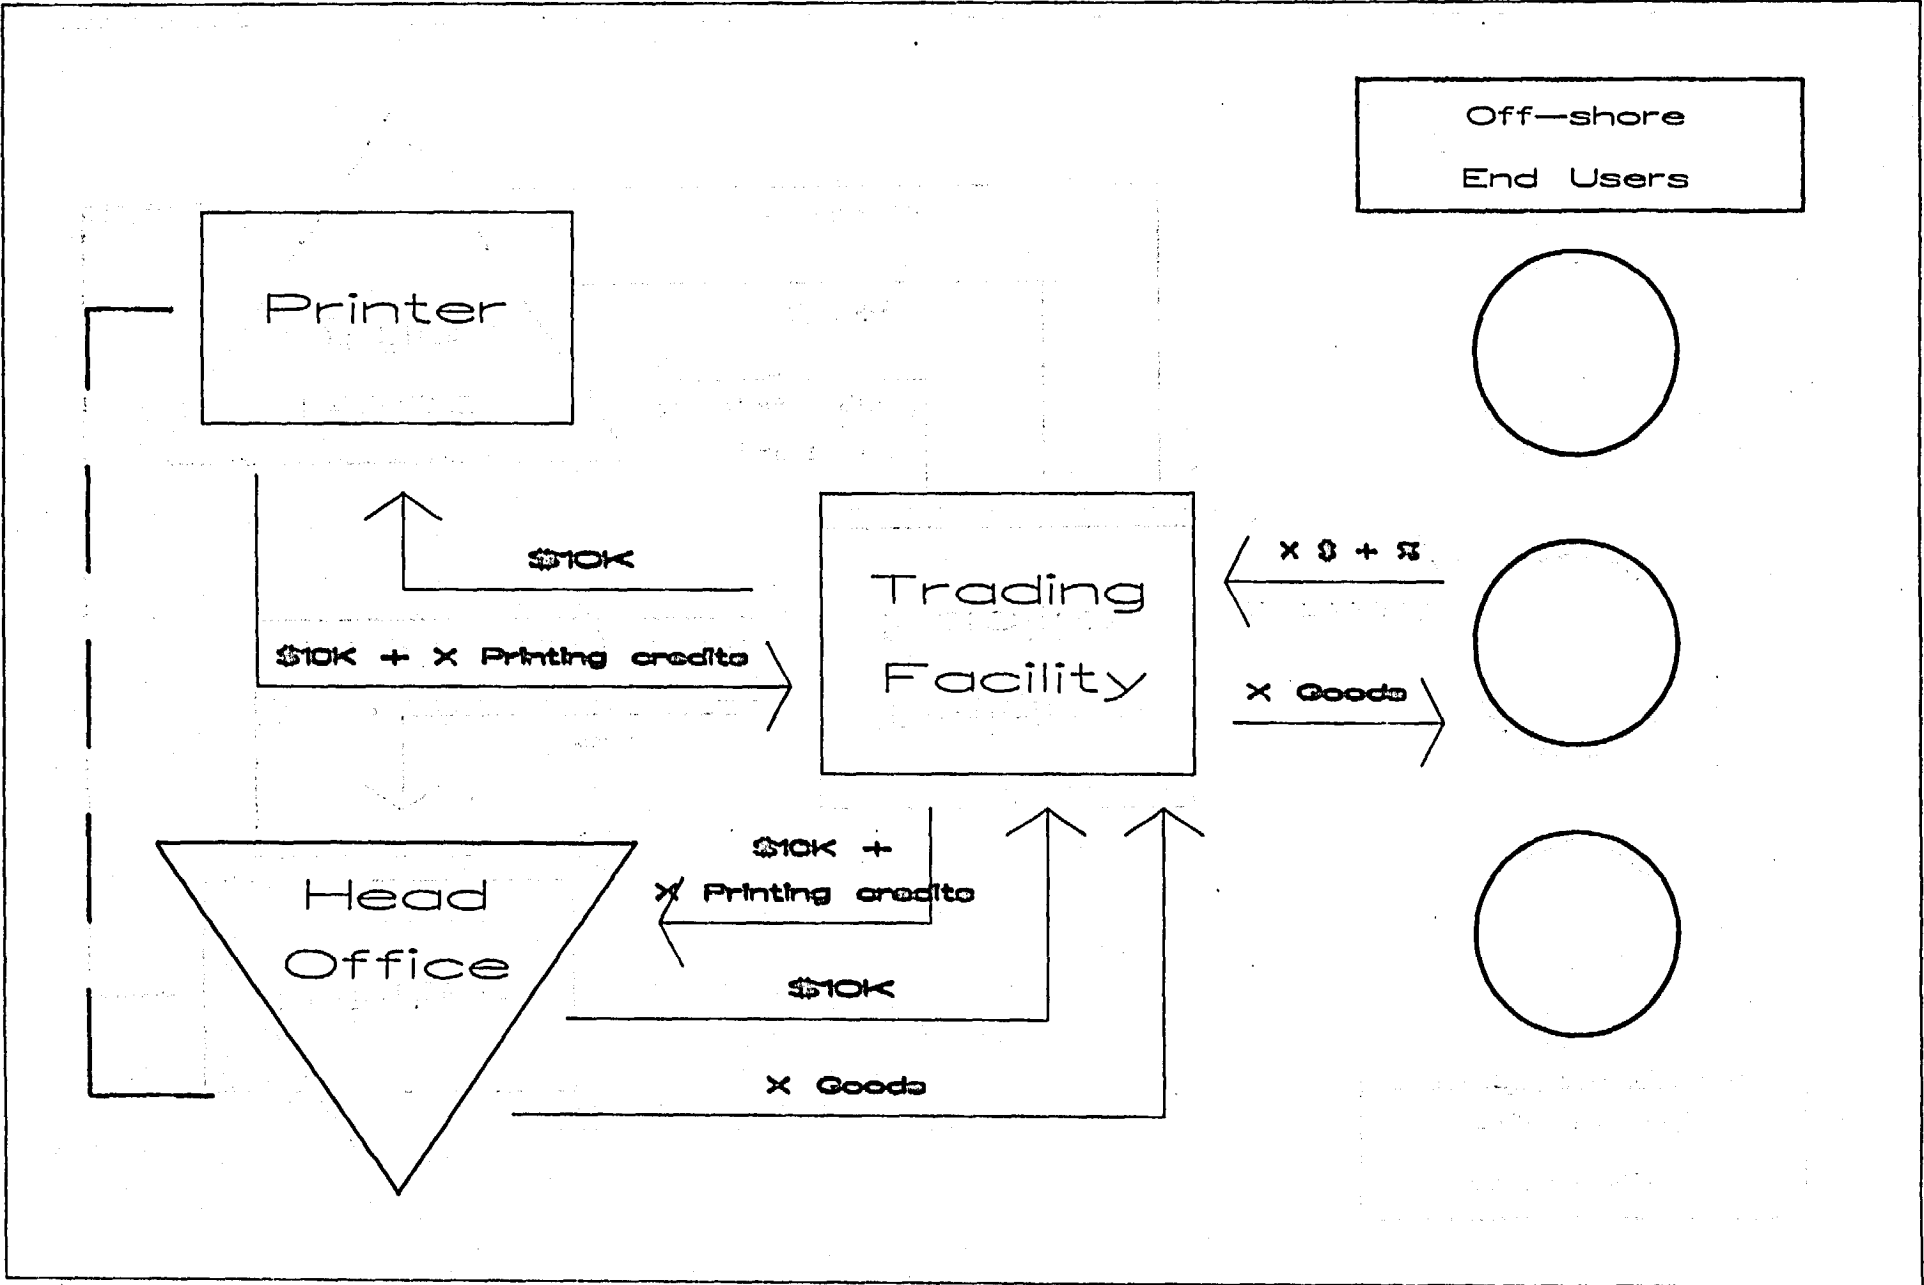 Off-shore
End Users
Printer
$10K
$10K + X Printing credits
Trading
Facility
X $ + %
X Goods
Head
Office
$10K +
X Printing credits
$10K
X Goods